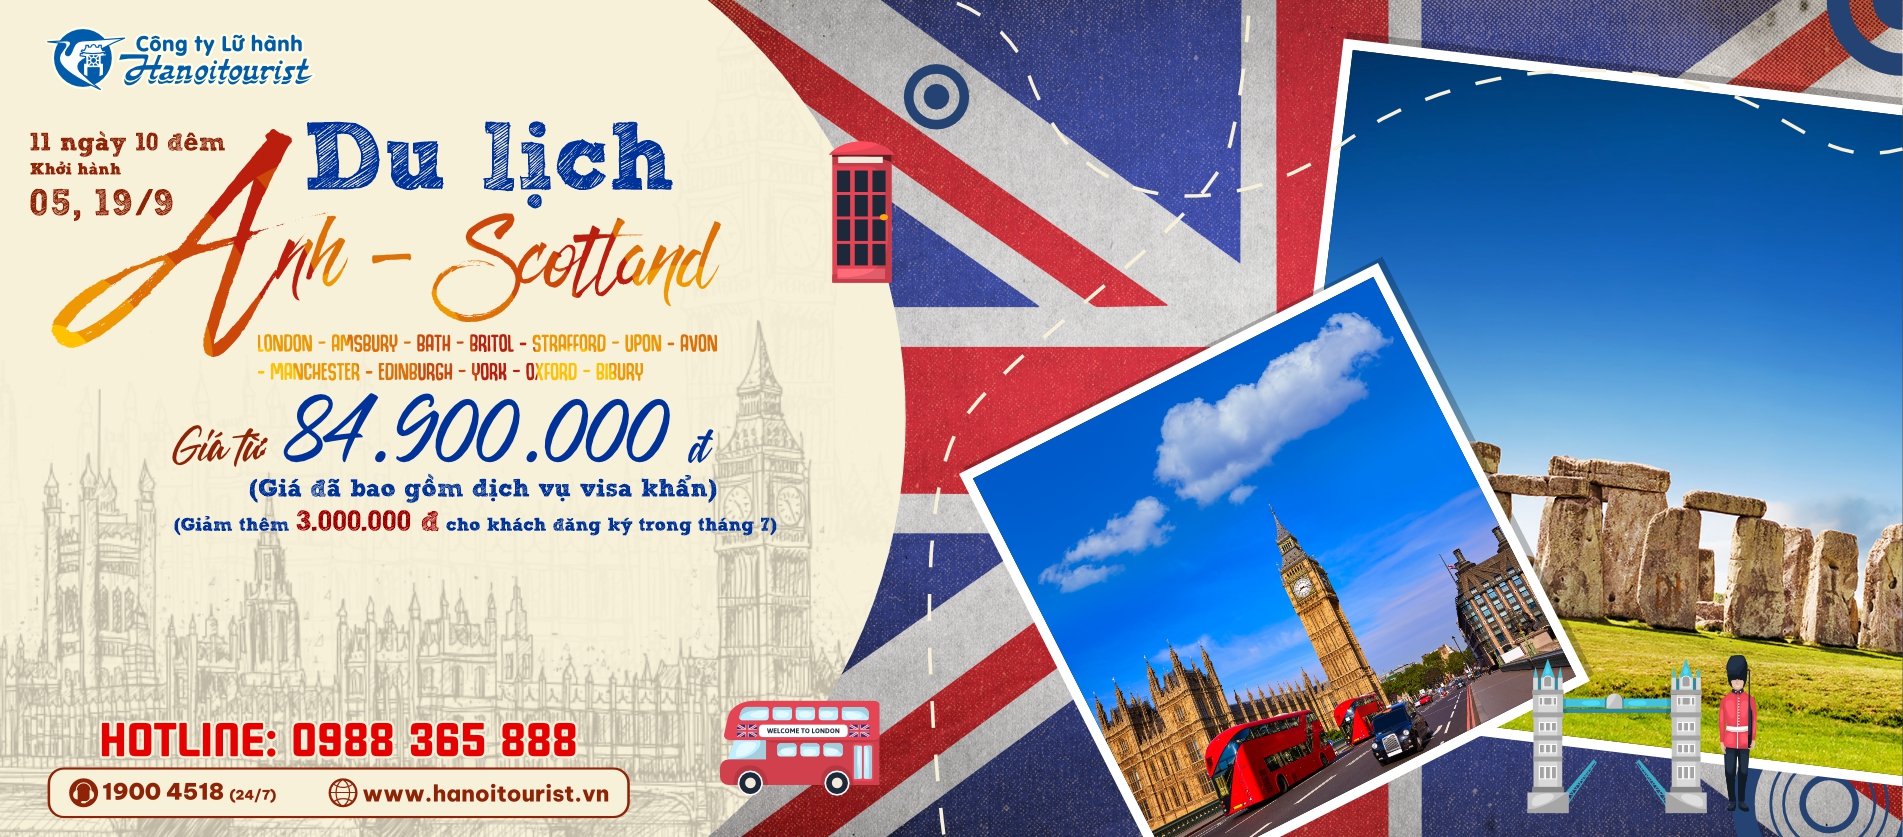 Công ty Lữ hành
Hanoitourist
11 ngày 10 đêm
Khởi hành
05, 19/9
Du lịch
Anh - Scotland
LONDON - AMSBURY - BATH - BRITOL - STRAFFORD - UPON - AVON
- MANCHESTER - EDINBURGH - YORK - OXFORD - BIBURY
Giá từ 84.900.000 đ
(Giá đã bao gồm dịch vụ visa khẩn)
(Giảm thêm 3.000.000 đ cho khách đăng ký trong tháng 7)
HOTLINE: 0988 365 888
1900 4518 (24/7) www.hanoitourist.vn
WELCOME TO LONDON